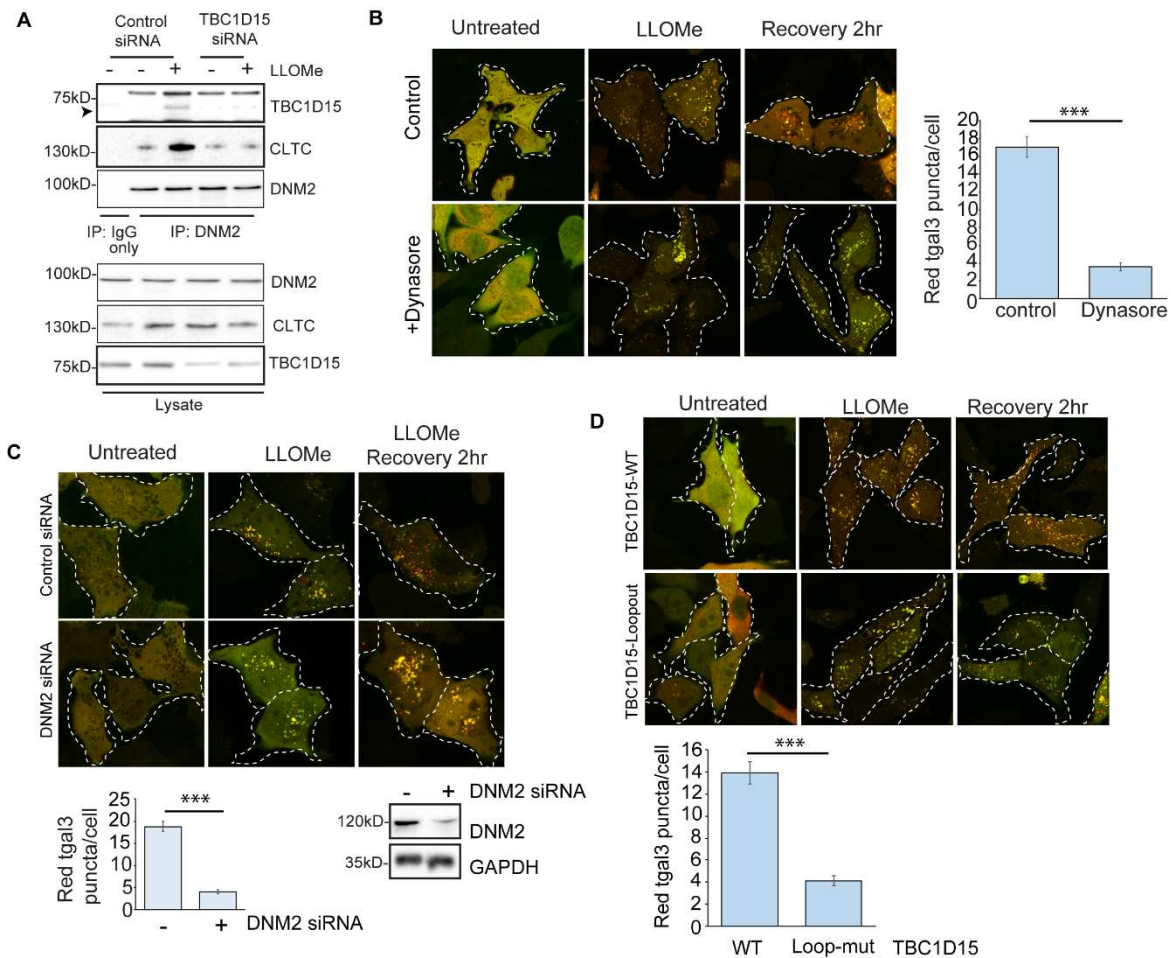 A
Control
siRNA
TBC1D15
siRNA
- - + - + LLOMe
75kD-
TBC1D15
130kD-
CLTC
100kD-
DNM2
IP: IgG
only
IP: DNM2
100kD-
DNM2
130kD-
CLTC
75kD-
TBC1D15
Lysate
B
Untreated LLOMe Recovery 2hr
Control
+Dynasore
Red tgal3 puncta/cell
20
18
16
14
12
10
8
6
4
2
0
***
control Dynasore
C
Untreated
LLOMe
LLOMe
Recovery 2hr
Control siRNA
DNM2 siRNA
Red tgal3
puncta/cell
25
20
15
10
5
0
***
- + DNM2 siRNA
- + DNM2 siRNA
120kD-
DNM2
35kD-
GAPDH
D
Untreated LLOMe Recovery 2hr
TBC1D15-WT
TBC1D15-Loopout
Red tgal3 puncta/cell
16
14
12
10
8
6
4
2
0
***
WT Loop-mut TBC1D15